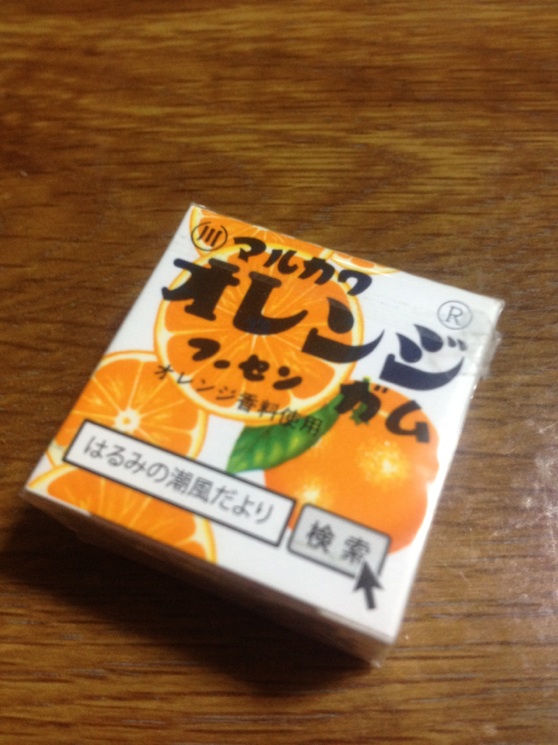 川 マルカワ
オレンジ ®
フーセン ガム
オレンジ香料使用
はるみの潮風だより 検索